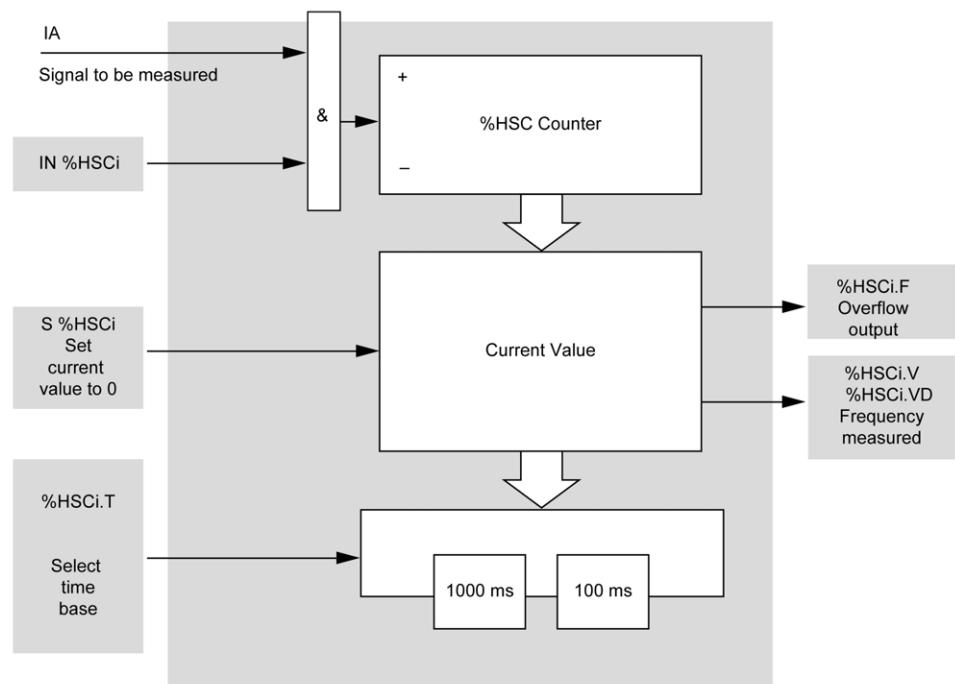 IA
Signal to be measured
&
+
%HSC Counter
–
IN %HSCi
S %HSCi
Set
current
value to 0
Current Value
%HSCi.F
Overflow
output
%HSCi.V
%HSCi.VD
Frequency
measured
%HSCi.T
Select
time
base
1000 ms
100 ms